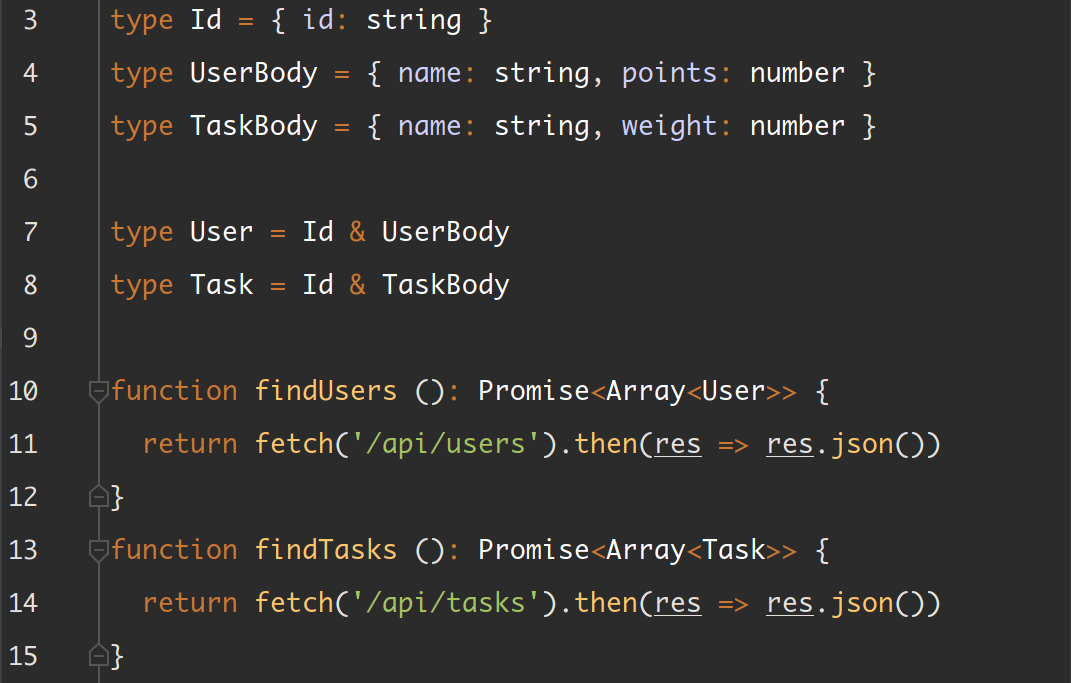 3 type Id = { id: string }
4 type UserBody = { name: string, points: number }
5 type TaskBody = { name: string, weight: number }
6
7 type User = Id & UserBody
8 type Task = Id & TaskBody
9
10 function findUsers (): Promise<Array<User>> {
11   return fetch('/api/users').then(res => res.json())
12 }
13 function findTasks (): Promise<Array<Task>> {
14   return fetch('/api/tasks').then(res => res.json())
15 }